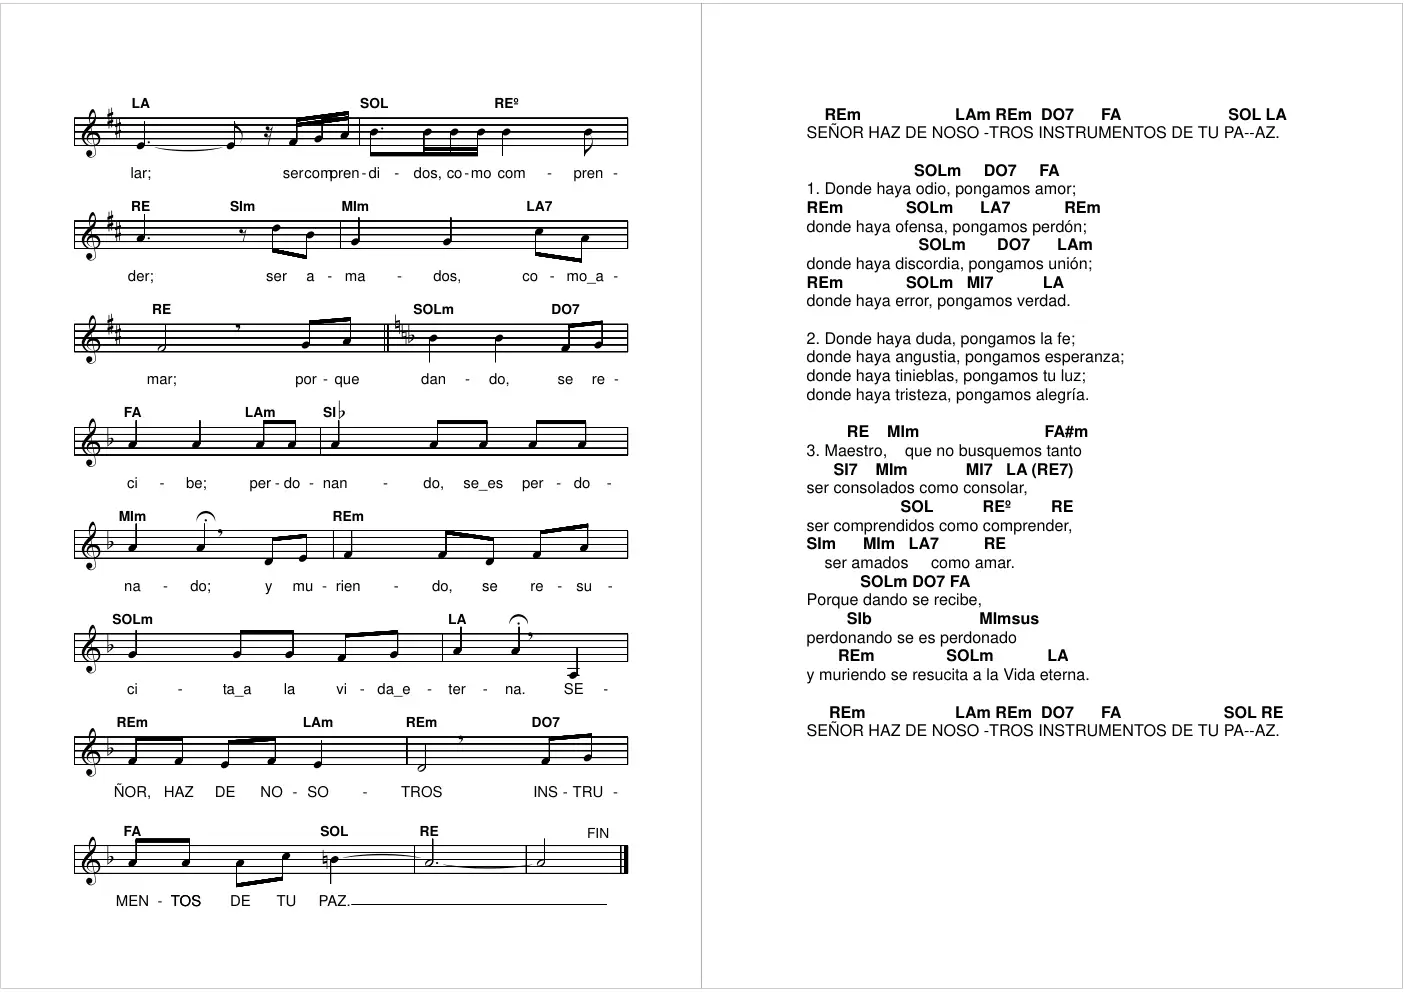 LA SOL REº
lar; sercompren-di - dos, co-mo com - pren -
RE SIm MIm LA7
der; ser a - ma - dos, co - mo_a -
RE SOLm DO7
mar; por - que dan - do, se re -
FA LAm SI♭
ci - be; per - do - nan - do, se_es per - do -
MIm REm
na - do; y mu - rien - do, se re - su -
SOLm LA
ci - ta_a la vi - da_e - ter - na. SE -
REm LAm REm DO7
ÑOR, HAZ DE NO - SO - TROS INS - TRU -
FA SOL RE FIN
MEN - TOS DE TU PAZ.
REm LAm REm DO7 FA SOL LA
SEÑOR HAZ DE NOSO -TROS INSTRUMENTOS DE TU PA--AZ.
SOLm DO7 FA
1. Donde haya odio, pongamos amor;
REm SOLm LA7 REm
donde haya ofensa, pongamos perdón;
SOLm DO7 LAm
donde haya discordia, pongamos unión;
REm SOLm MI7 LA
donde haya error, pongamos verdad.
2. Donde haya duda, pongamos la fe;
donde haya angustia, pongamos esperanza;
donde haya tinieblas, pongamos tu luz;
donde haya tristeza, pongamos alegría.
RE MIm FA#m
3. Maestro, que no busquemos tanto
SI7 MIm MI7 LA (RE7)
ser consolados como consolar,
SOL REº RE
ser comprendidos como comprender,
SIm MIm LA7 RE
ser amados como amar.
SOLm DO7 FA
Porque dando se recibe,
SIb MImsus
perdonando se es perdonado
REm SOLm LA
y muriendo se resucita a la Vida eterna.
REm LAm REm DO7 FA SOL RE
SEÑOR HAZ DE NOSO -TROS INSTRUMENTOS DE TU PA--AZ.